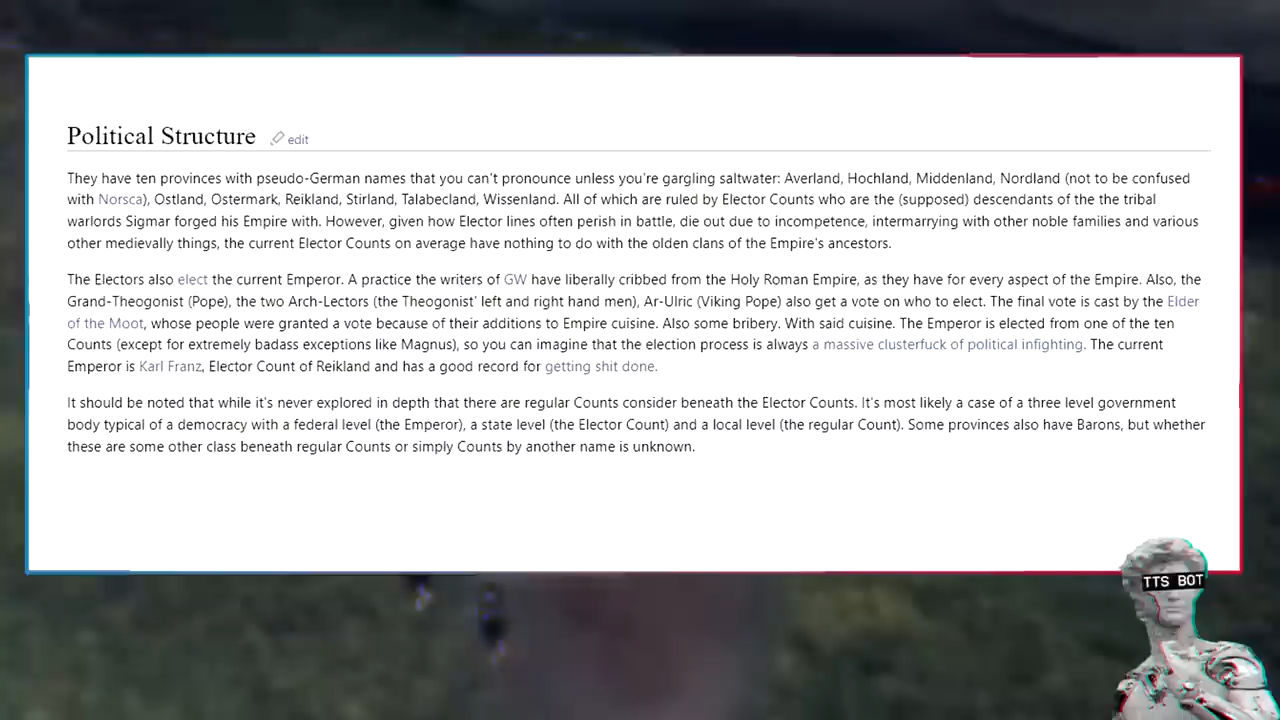 Political Structure edit
They have ten provinces with pseudo-German names that you can't pronounce unless you're gargling saltwater: Averland, Hochland, Middenland, Nordland (not to be confused
with Norsca), Ostland, Ostermark, Reikland, Stirland, Talabecland, Wissenland. All of which are ruled by Elector Counts who are the (supposed) descendants of the the tribal
warlords Sigmar forged his Empire with. However, given how Elector lines often perish in battle, die out due to incompetence, intermarrying with other noble families and various
other medievally things, the current Elector Counts on average have nothing to do with the olden clans of the Empire's ancestors.
The Electors also elect the current Emperor. A practice the writers of GW have liberally cribbed from the Holy Roman Empire, as they have for every aspect of the Empire. Also, the
Grand-Theogonist (Pope), the two Arch-Lectors (the Theogonist' left and right hand men), Ar-Ulric (Viking Pope) also get a vote on who to elect. The final vote is cast by the Elder
of the Moot, whose people were granted a vote because of their additions to Empire cuisine. Also some bribery. With said cuisine. The Emperor is elected from one of the ten
Counts (except for extremely badass exceptions like Magnus), so you can imagine that the election process is always a massive clusterfuck of political infighting. The current
Emperor is Karl Franz, Elector Count of Reikland and has a good record for getting shit done.
It should be noted that while it's never explored in depth that there are regular Counts consider beneath the Elector Counts. It's most likely a case of a three level government
body typical of a democracy with a federal level (the Emperor), a state level (the Elector Count) and a local level (the regular Count). Some provinces also have Barons, but whether
these are some other class beneath regular Counts or simply Counts by another name is unknown.
TTS BOT